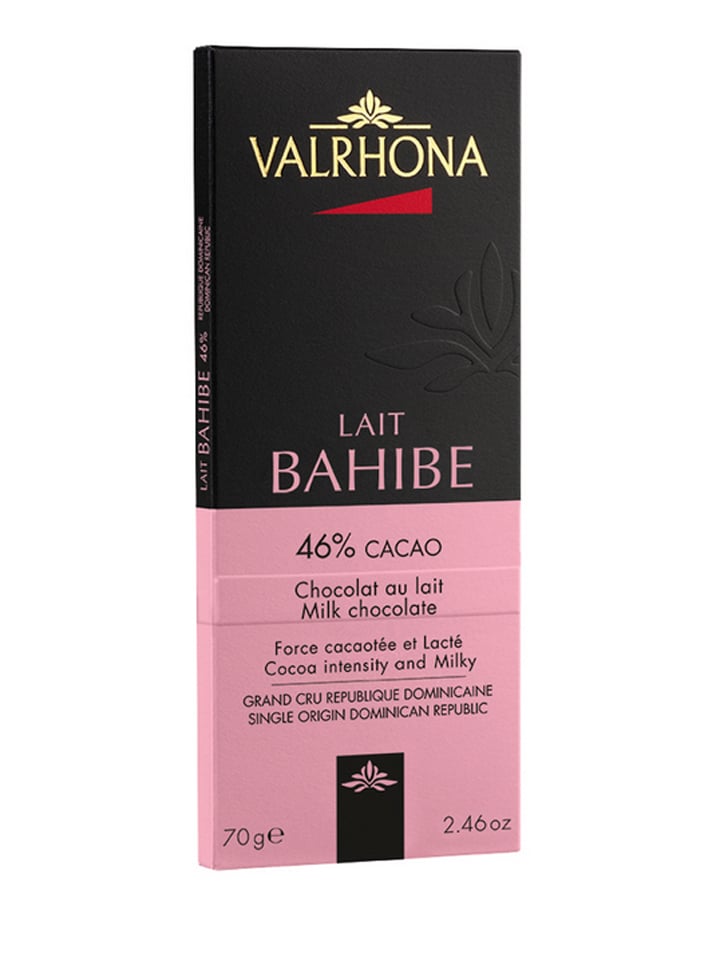 VALRHONA
LAIT
BAHIBE
46% CACAO
Chocolat au lait
Milk chocolate
Force cacaotée et Lacté
Cocoa intensity and Milky
GRAND CRU REPUBLIQUE DOMINICAINE
SINGLE ORIGIN DOMINICAN REPUBLIC
70g℮
2.46oz
LAIT BAHIBE 46%
REPUBLIQUE DOMINICAINE
DOMINICAN REPUBLIC